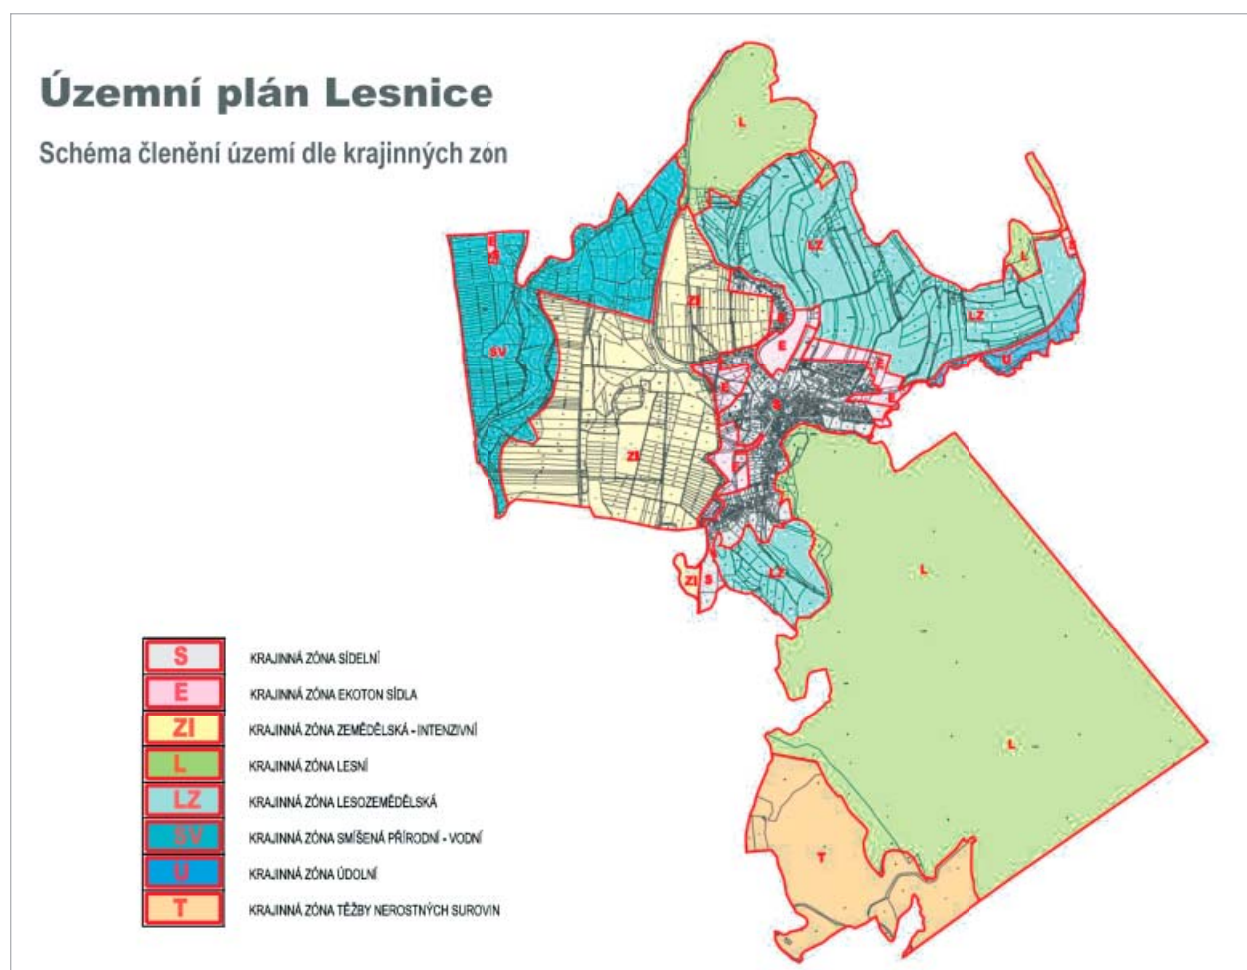 Územní plán Lesnice
Schéma členění území dle krajinných zón
L
LZ
L
S
E
ZI
ZI
LZ
SV
E
E
U
E
E
S
ZI
E
L
ZI
S
LZ
L
T
S KRAJINNÁ ZÓNA SÍDELNÍ
E KRAJINNÁ ZÓNA EKOTON SÍDLA
ZI KRAJINNÁ ZÓNA ZEMĚDĚLSKÁ - INTENZIVNÍ
L KRAJINNÁ ZÓNA LESNÍ
LZ KRAJINNÁ ZÓNA LESOZEMĚDĚLSKÁ
SV KRAJINNÁ ZÓNA SMÍŠENÁ PŘÍRODNÍ - VODNÍ
U KRAJINNÁ ZÓNA ÚDOLNÍ
T KRAJINNÁ ZÓNA TĚŽBY NEROSTNÝCH SUROVIN